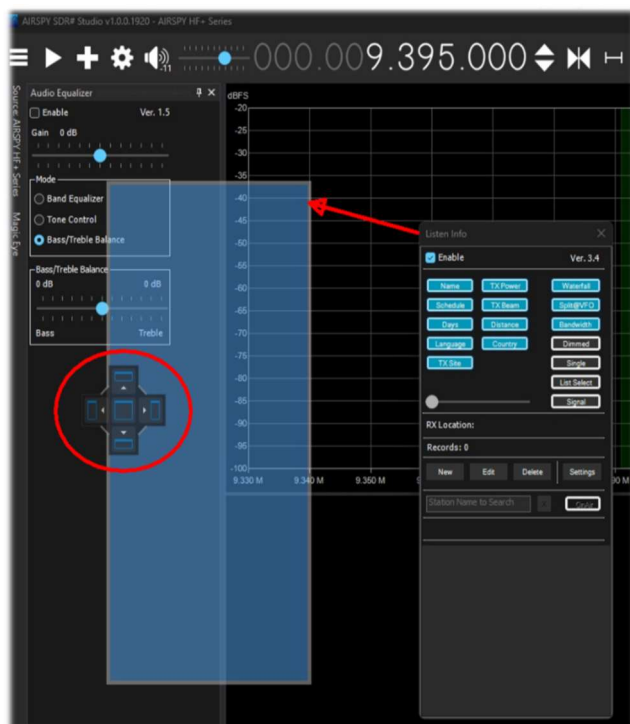 AIRSPY SDR# Studio v1.0.0.1920 - AIRSPY HF+ Series
-11
000.009.395.000
Source: AIRSPY HF+ Series
Magic Eye
Audio Equalizer
Enable Ver. 1.5
Gain 0 dB
Mode
Band Equalizer
Tone Control
Bass/Treble Balance
Bass/Treble Balance
0 dB 0 dB
Bass Treble
dBFS
-20
-25
-30
-35
-40
-45
-50
-55
-60
-65
-70
-75
-80
-85
-90
-95
-100
9.330 M 9.340 M 9.350 M
0 M
Listen Info
Enable Ver. 3.4
Name TX Power Waterfall
Schedule TX Beam Split@VFO
Days Distance Bandwidth
Language Country Dimmed
TX Site Single
List Select
Signal
RX Location:
Records: 0
New Edit Delete Settings
Station Name to Search